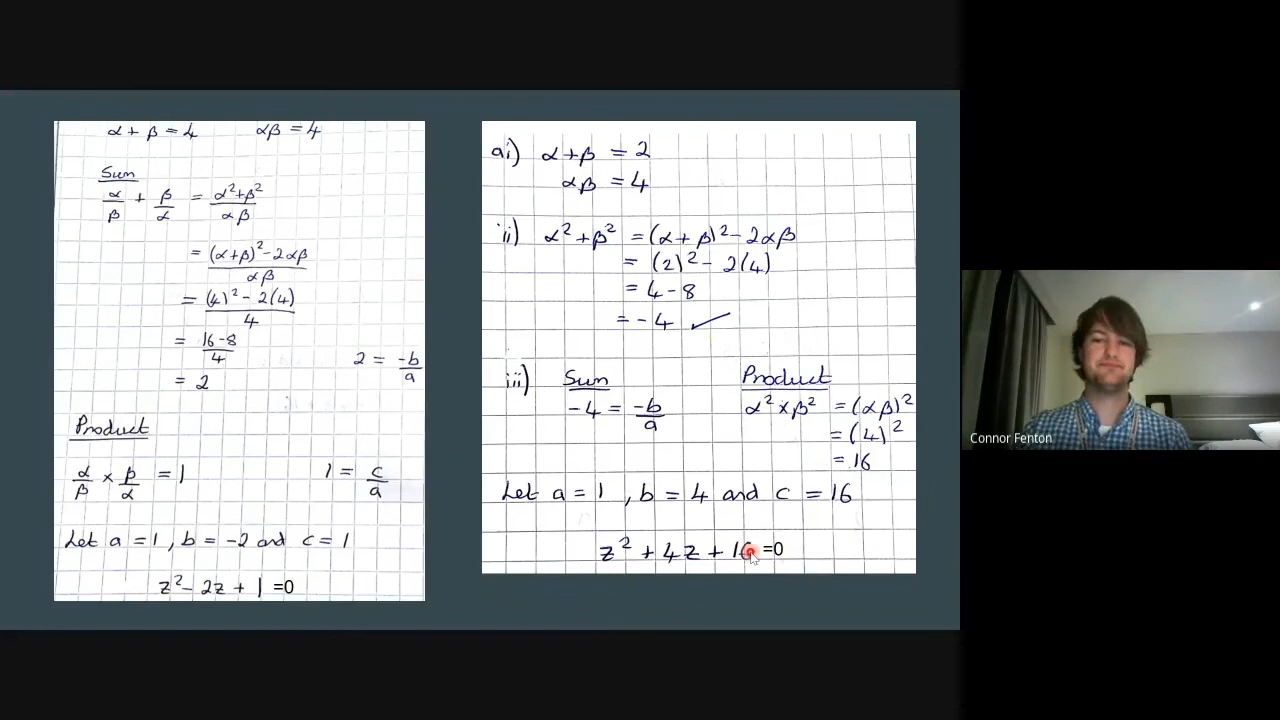 α + β = 4 αβ = 4
Sum
α/β + β/α = α²+β²/αβ
= (α+β)² - 2αβ/αβ
= (4)² - 2(4)/4
= 16-8/4
2 = -b/a
= 2
Product
α/β × β/α = 1 1 = c/a
Let a = 1, b = -2 and c = 1
z² - 2z + 1 =0
ai) α+β = 2
αβ = 4
ii) α² + β² = (α + β)² - 2αβ
= (2)² - 2(4)
= 4 - 8
= -4 ✓
iii) Sum Product
-4 = -b/a α² × β² = (αβ)²
= (4)²
= 16
Let a = 1, b = 4 and c = 16
z² + 4z + 16 =0
Connor Fenton